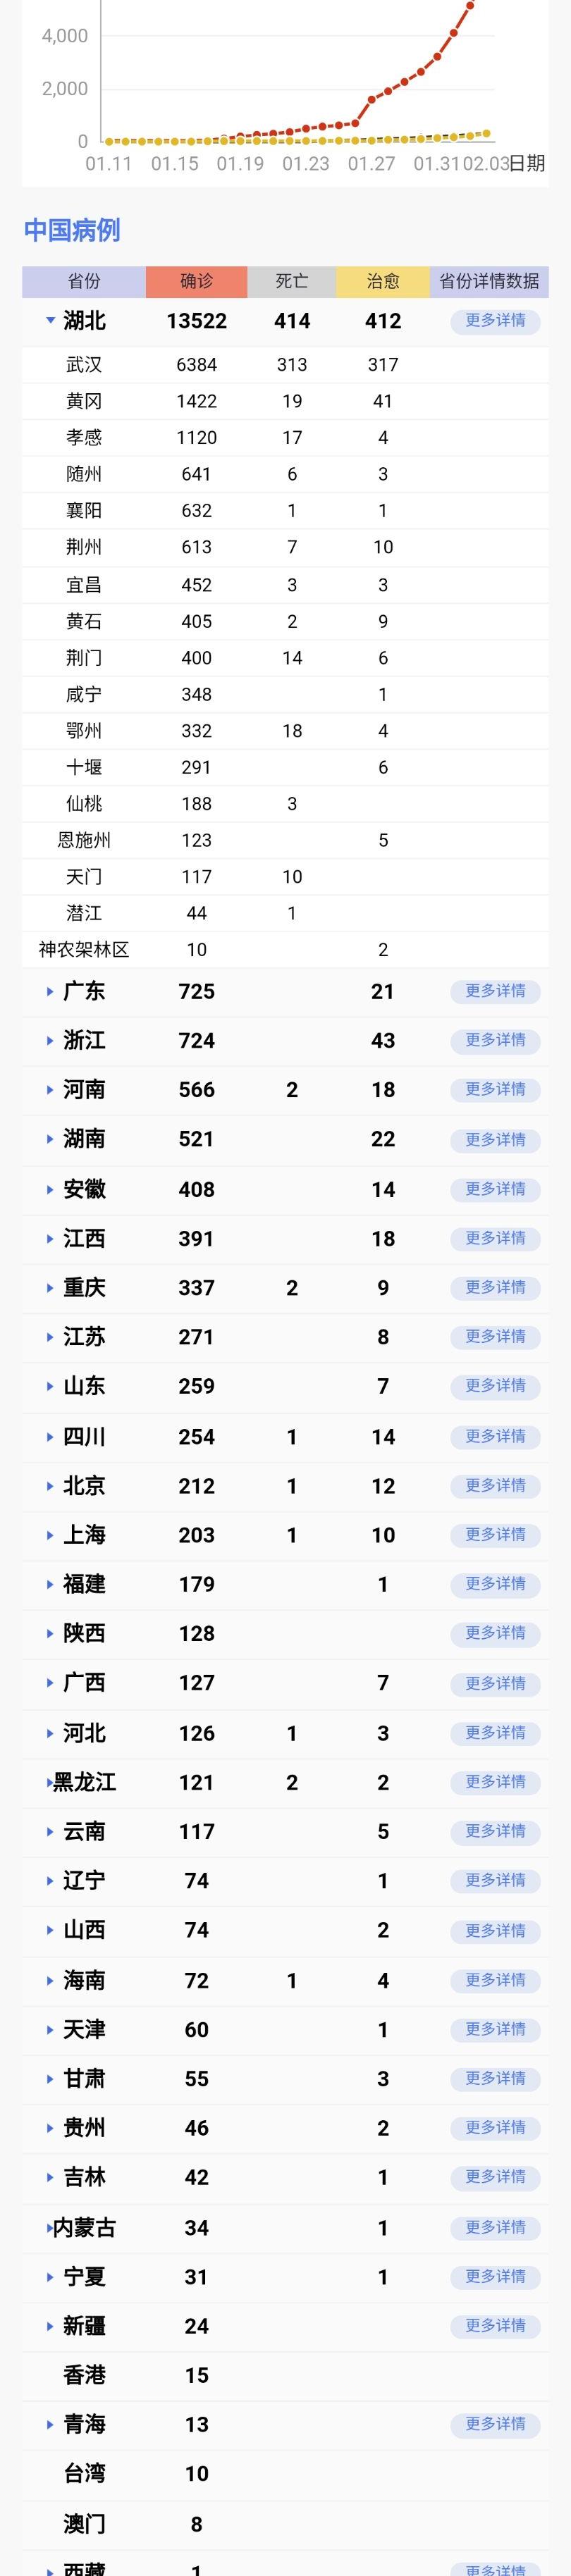 4,000
2,000
0
01.11 01.15 01.19 01.23 01.27 01.31 02.03 日期
中国病例
省份 确诊 死亡 治愈 省份详情数据
湖北 13522 414 412 更多详情
武汉 6384 313 317
黄冈 1422 19 41
孝感 1120 17 4
随州 641 6 3
襄阳 632 1 1
荆州 613 7 10
宜昌 452 3 3
黄石 405 2 9
荆门 400 14 6
咸宁 348 1
鄂州 332 18 4
十堰 291 6
仙桃 188 3
恩施州 123 5
天门 117 10
潜江 44 1
神农架林区 10 2
广东 725 21 更多详情
浙江 724 43 更多详情
河南 566 2 18 更多详情
湖南 521 22 更多详情
安徽 408 14 更多详情
江西 391 18 更多详情
重庆 337 2 9 更多详情
江苏 271 8 更多详情
山东 259 7 更多详情
四川 254 1 14 更多详情
北京 212 1 12 更多详情
上海 203 1 10 更多详情
福建 179 1 更多详情
陕西 128 更多详情
广西 127 7 更多详情
河北 126 1 3 更多详情
黑龙江 121 2 2 更多详情
云南 117 5 更多详情
辽宁 74 1 更多详情
山西 74 2 更多详情
海南 72 1 4 更多详情
天津 60 1 更多详情
甘肃 55 3 更多详情
贵州 46 2 更多详情
吉林 42 1 更多详情
内蒙古 34 1 更多详情
宁夏 31 1 更多详情
新疆 24 更多详情
香港 15
青海 13 更多详情
台湾 10
澳门 8
西藏 1 更多详情